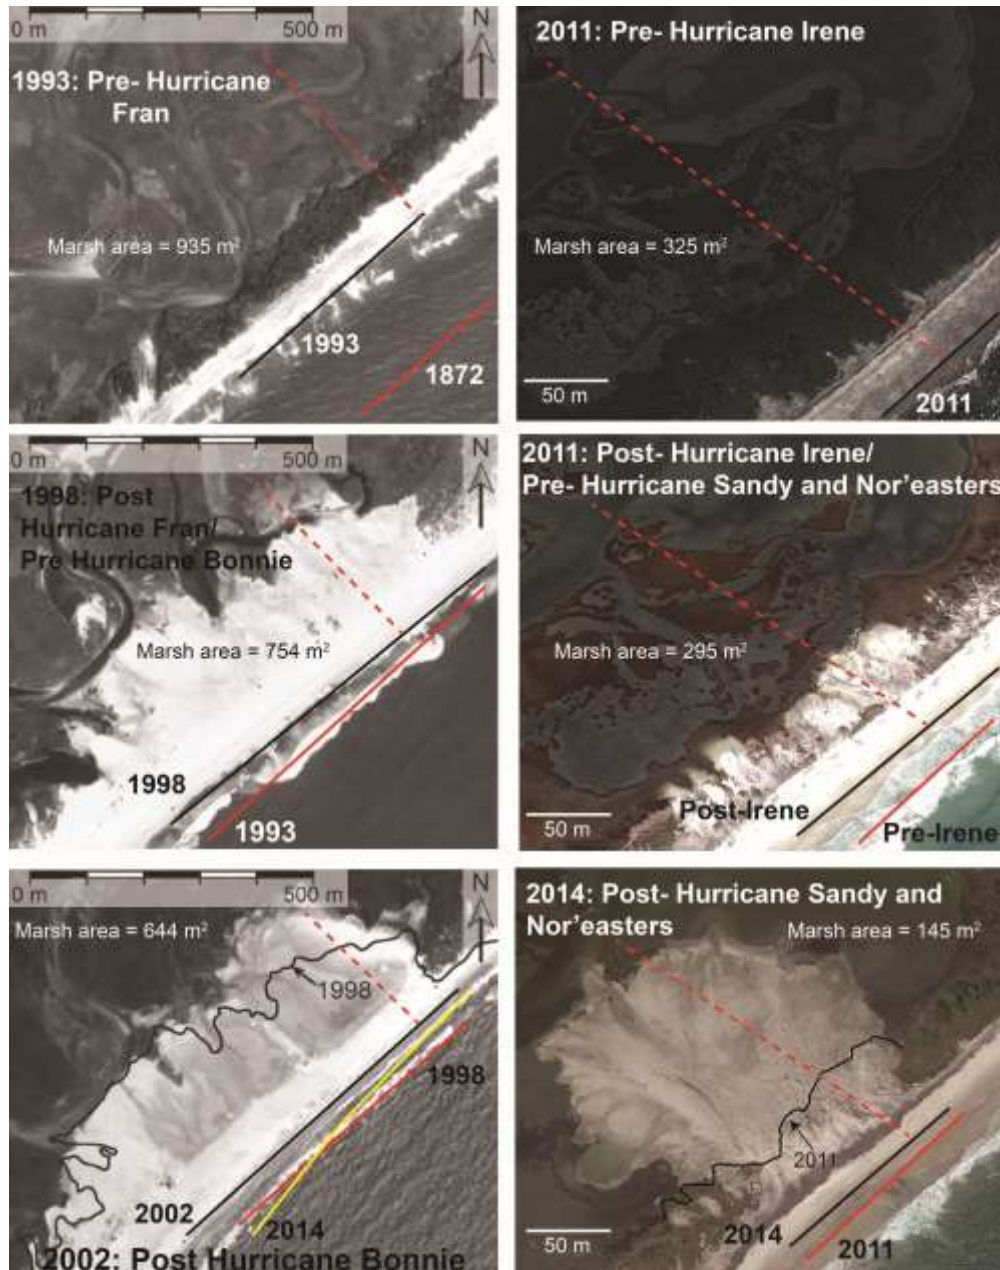 0 m 500 m N
1993: Pre- Hurricane
Fran
Marsh area = 935 m²
1993
1872
2011: Pre- Hurricane Irene
Marsh area = 325 m²
50 m
2011
0 m 500 m N
1998: Post
Hurricane Fran/
Pre Hurricane Bonnie
Marsh area = 754 m²
1998
1993
2011: Post- Hurricane Irene/
Pre- Hurricane Sandy and Nor'easters
Marsh area = 295 m²
50 m
Post-Irene
Pre-Irene
0 m 500 m N
Marsh area = 644 m²
1998
1998
2002
2014
2002: Post Hurricane Bonnie
2014: Post- Hurricane Sandy and
Nor'easters
Marsh area = 145 m²
2011
50 m
2014
2011